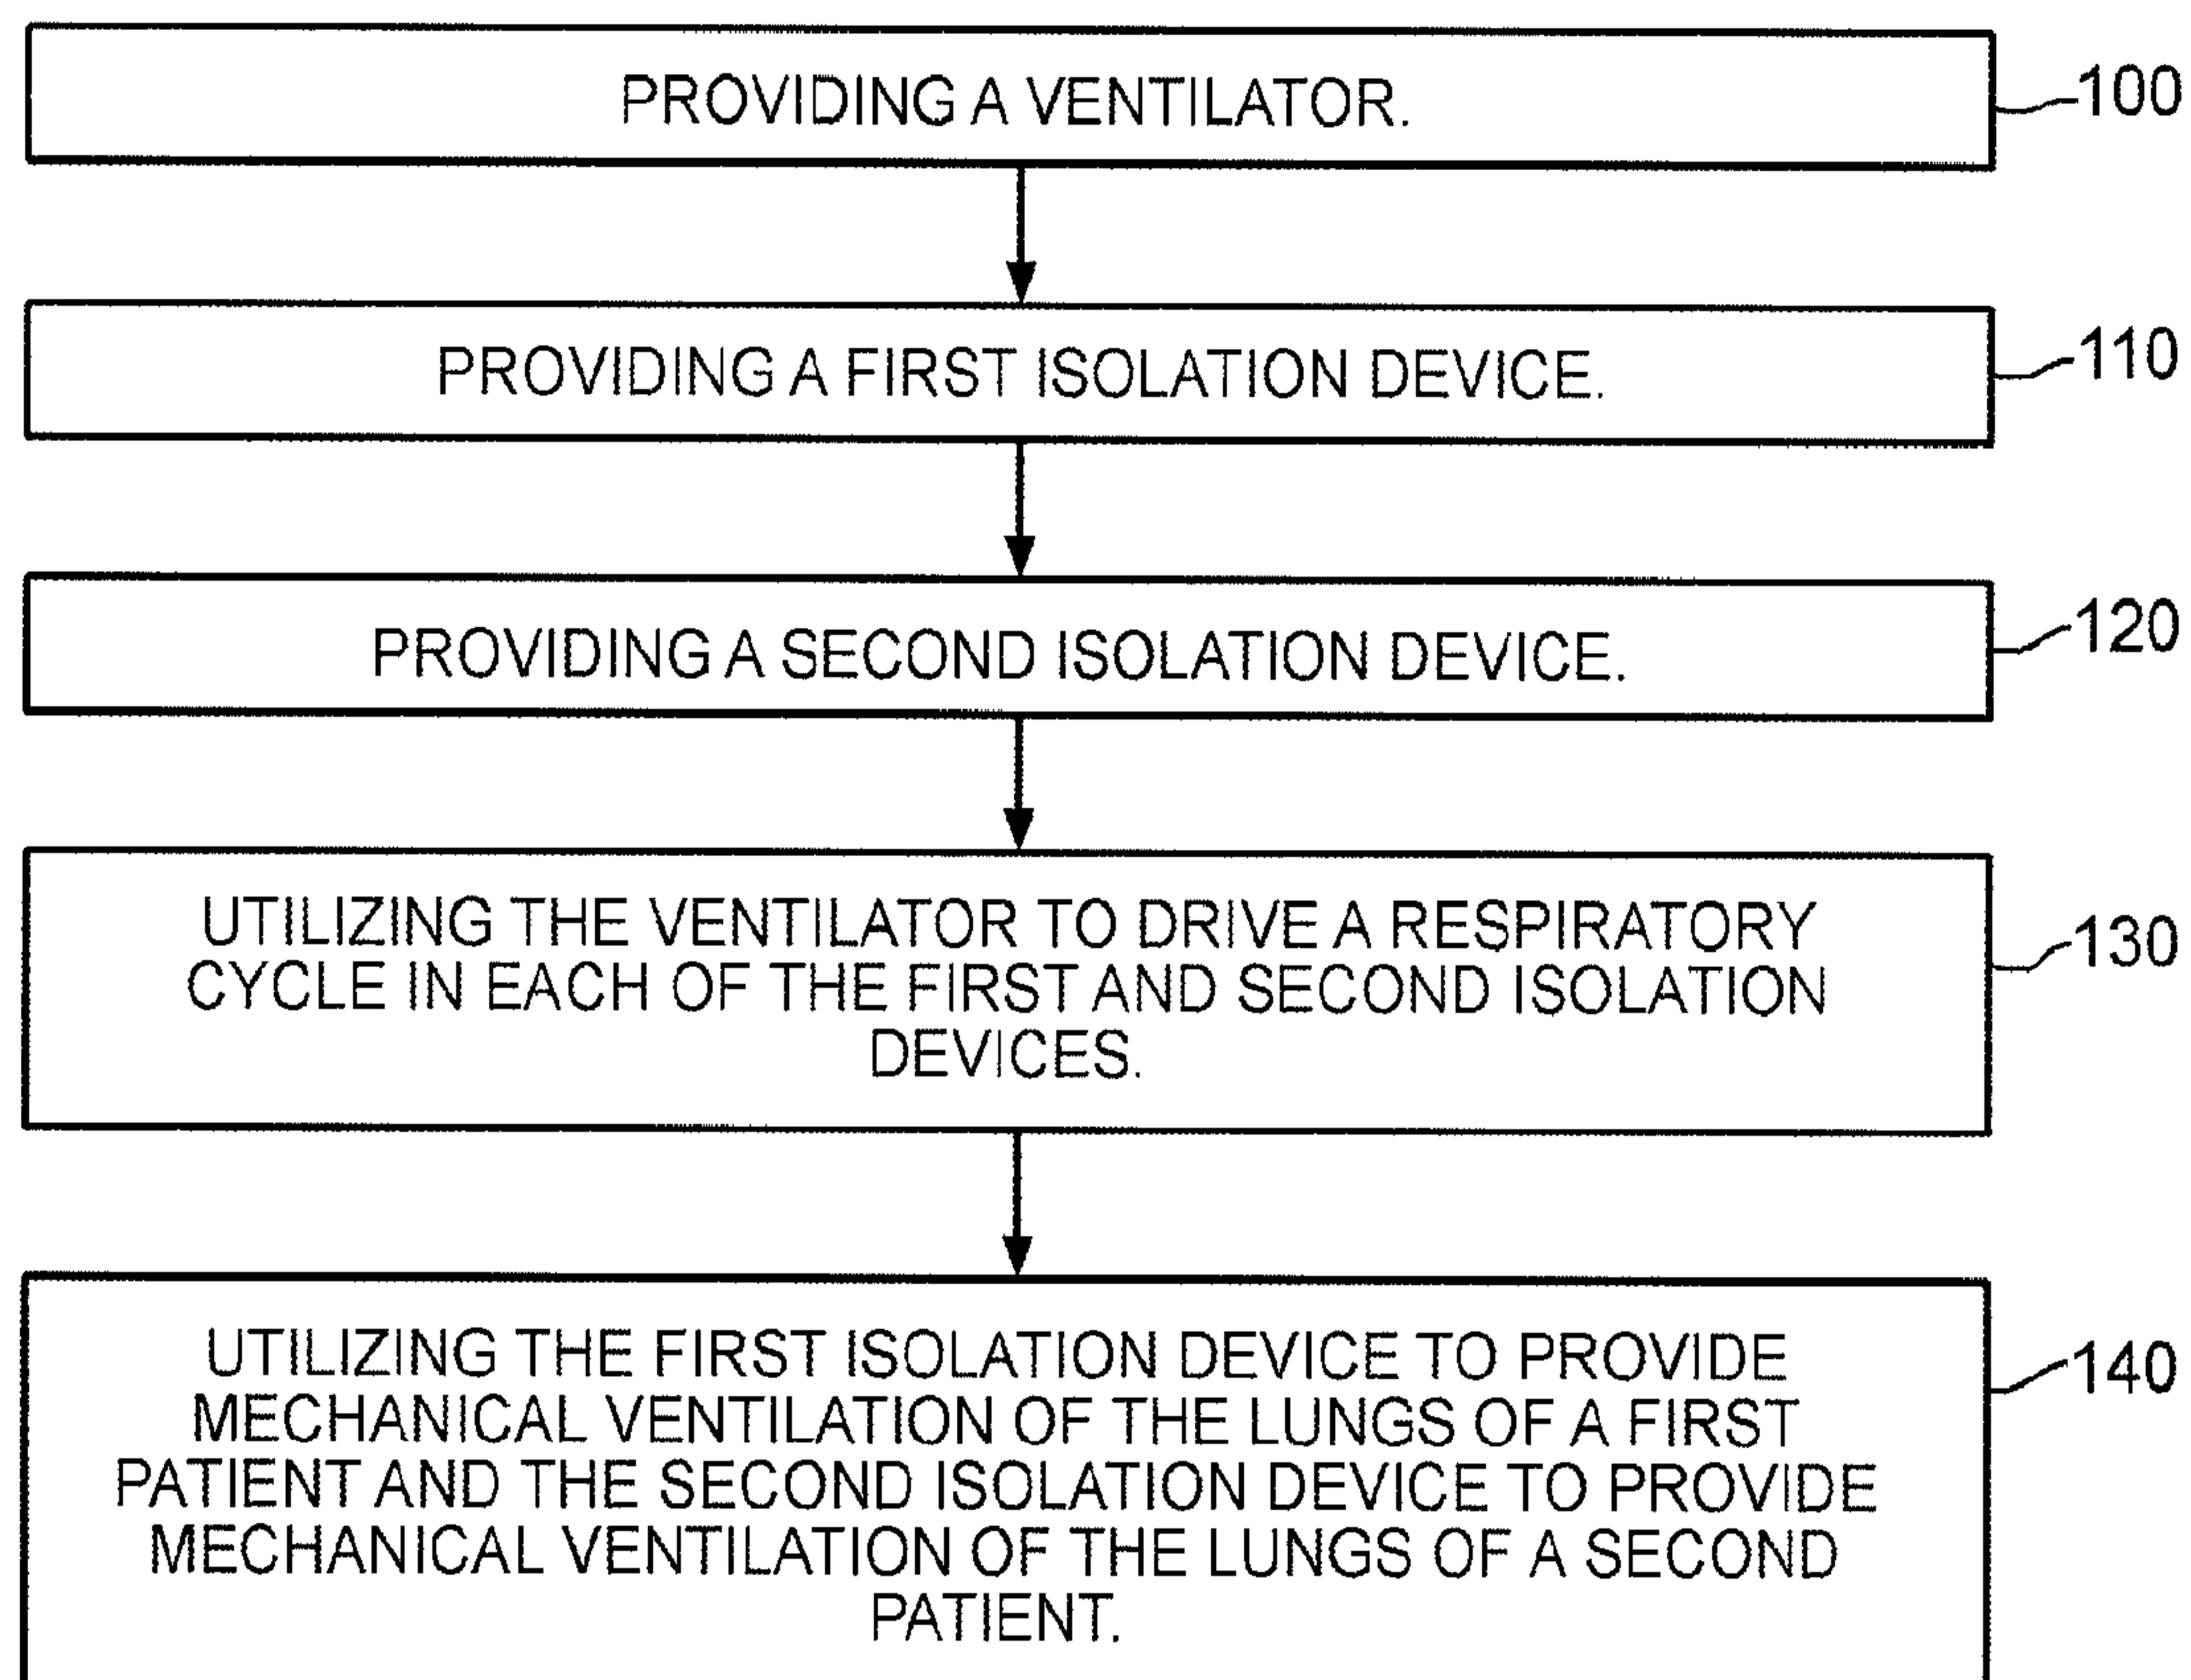 PROVIDING A VENTILATOR.
100
PROVIDING A FIRST ISOLATION DEVICE.
110
PROVIDING A SECOND ISOLATION DEVICE.
120
UTILIZING THE VENTILATOR TO DRIVE A RESPIRATORY
CYCLE IN EACH OF THE FIRST AND SECOND ISOLATION
DEVICES.
130
UTILIZING THE FIRST ISOLATION DEVICE TO PROVIDE
MECHANICAL VENTILATION OF THE LUNGS OF A FIRST
PATIENT AND THE SECOND ISOLATION DEVICE TO PROVIDE
MECHANICAL VENTILATION OF THE LUNGS OF A SECOND
PATIENT.
140